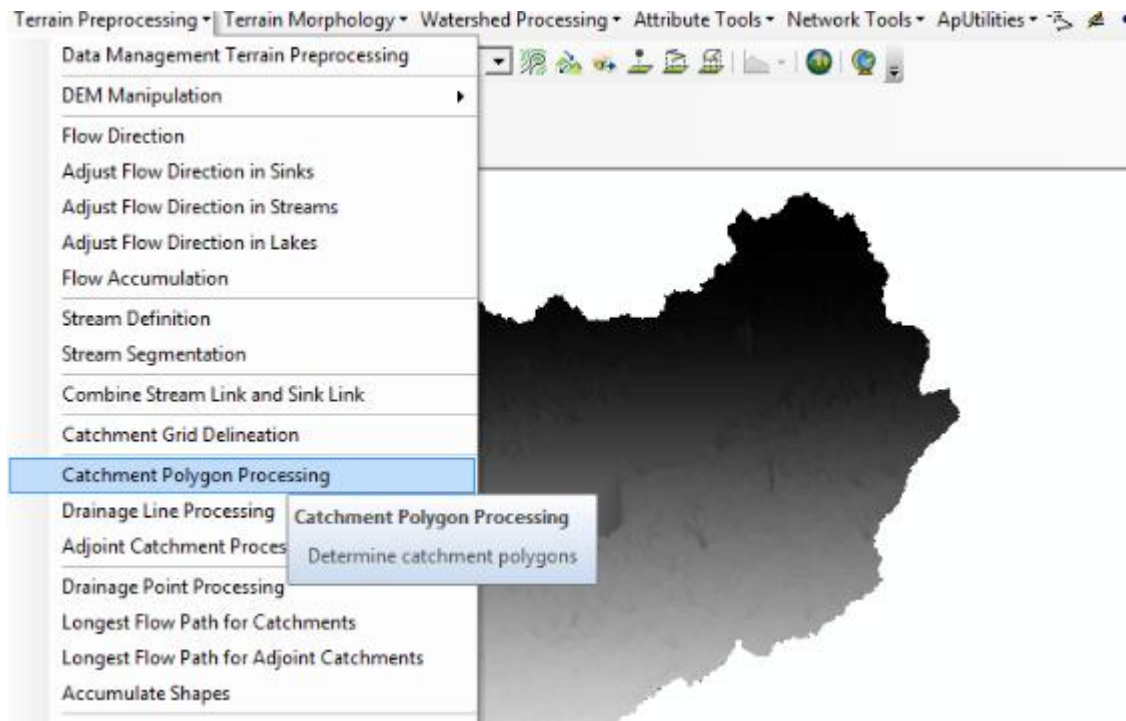 Terrain Preprocessing Terrain Morphology Watershed Processing Attribute Tools Network Tools ApUtilities
Data Management Terrain Preprocessing
DEM Manipulation
Flow Direction
Adjust Flow Direction in Sinks
Adjust Flow Direction in Streams
Adjust Flow Direction in Lakes
Flow Accumulation
Stream Definition
Stream Segmentation
Combine Stream Link and Sink Link
Catchment Grid Delineation
Catchment Polygon Processing
Drainage Line Processing
Catchment Polygon Processing
Adjoint Catchment Proces
Determine catchment polygons
Drainage Point Processing
Longest Flow Path for Catchments
Longest Flow Path for Adjoint Catchments
Accumulate Shapes